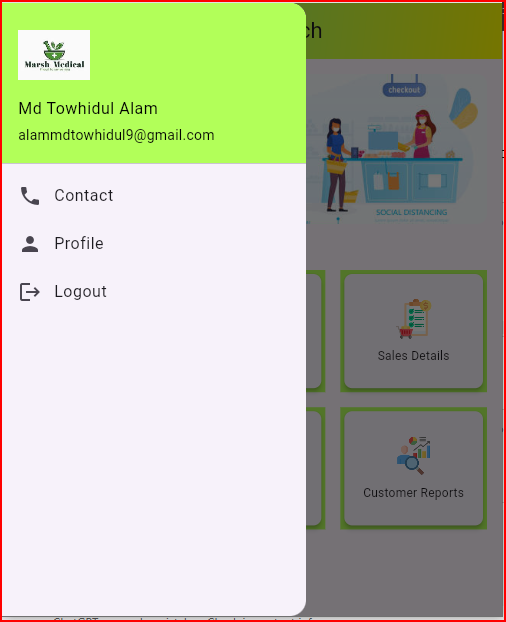 ch
Marsh Medical
Md Towhidul Alam
alammdtowhidul9@gmail.com
Contact
Profile
Logout
checkout
SOCIAL DISTANCING
Sales Details
Customer Reports